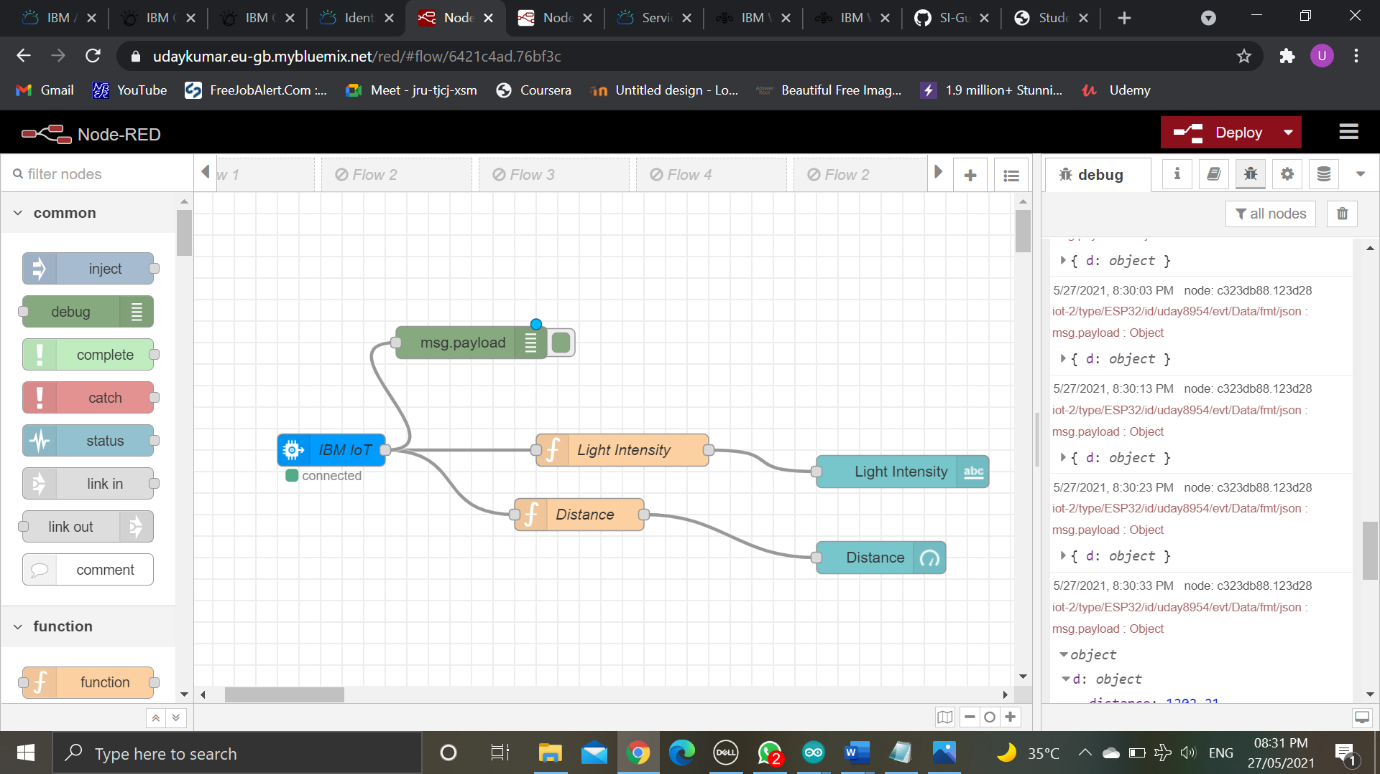 IBM A
IBM C
IBM C
Ident
Node
Node
Servi
IBM V
IBM V
SI-Gu
Stude
udaykumar.eu-gb.mybluemix.net/red/#flow/6421c4ad.76bf3c
U
Gmail
YouTube
FreeJobAlert.Com :...
Meet - jru-tjcj-xsm
Coursera
Untitled design - Lo...
Beautiful Free Imag...
1.9 million+ Stunni...
Udemy
Node-RED
Deploy
filter nodes
w 1
Flow 2
Flow 3
Flow 4
Flow 2
debug
i
common
all nodes
inject
debug
complete
catch
status
link in
link out
comment
function
function
msg.payload
IBM IoT
connected
Light Intensity
Light Intensity
abc
Distance
Distance
{ d: object }
5/27/2021, 8:30:03 PM node: c323db88.123d28
iot-2/type/ESP32/id/uday8954/evt/Data/fmt/json :
msg.payload : Object
{ d: object }
5/27/2021, 8:30:13 PM node: c323db88.123d28
iot-2/type/ESP32/id/uday8954/evt/Data/fmt/json :
msg.payload : Object
{ d: object }
5/27/2021, 8:30:23 PM node: c323db88.123d28
iot-2/type/ESP32/id/uday8954/evt/Data/fmt/json :
msg.payload : Object
{ d: object }
5/27/2021, 8:30:33 PM node: c323db88.123d28
iot-2/type/ESP32/id/uday8954/evt/Data/fmt/json :
msg.payload : Object
object
d: object
distance: 1202.21
Type here to search
DELL
2
35°C
ENG
08:31 PM
27/05/2021
1